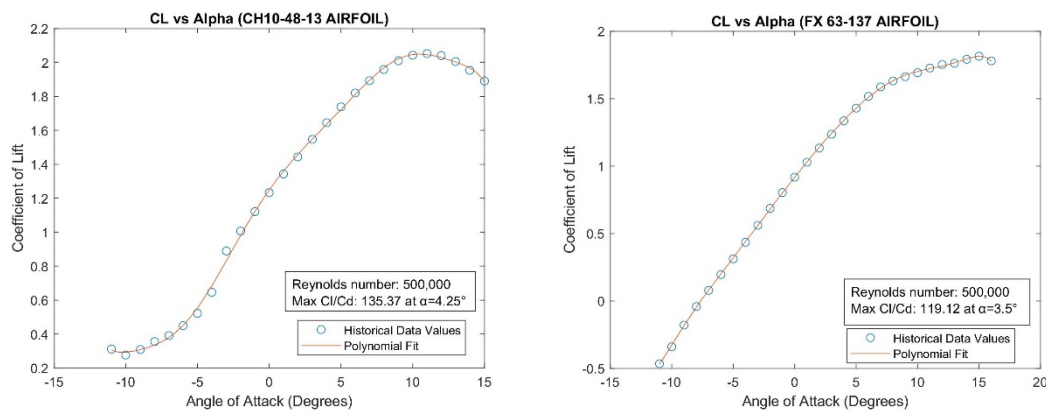 CL vs Alpha (CH10-48-13 AIRFOIL)
2.2
2
1.8
1.6
1.4
1.2
1
0.8
0.6
0.4
0.2
Coefficient of Lift
Reynolds number: 500,000
Max Cl/Cd: 135.37 at α=4.25°
Historical Data Values
Polynomial Fit
-15 -10 -5 0 5 10 15
Angle of Attack (Degrees)
CL vs Alpha (FX 63-137 AIRFOIL)
2
1.5
1
0.5
0
-0.5
Coefficient of Lift
Reynolds number: 500,000
Max Cl/Cd: 119.12 at α=3.5°
Historical Data Values
Polynomial Fit
-15 -10 -5 0 5 10 15 20
Angle of Attack (Degrees)